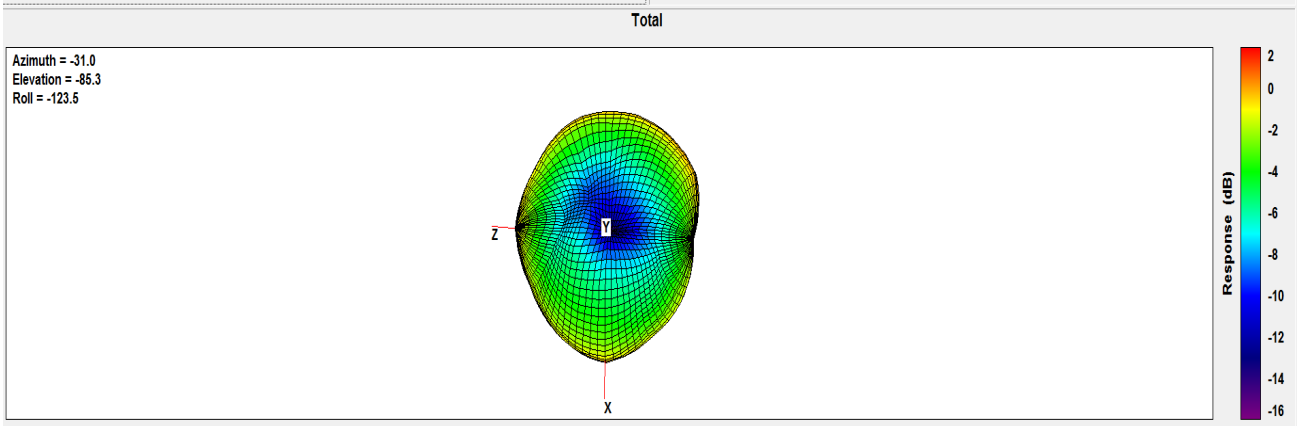 Total
Azimuth = -31.0
Elevation = -85.3
Roll = -123.5
Z
Y
X
2
0
-2
-4
-6
-8
-10
-12
-14
-16
Response (dB)